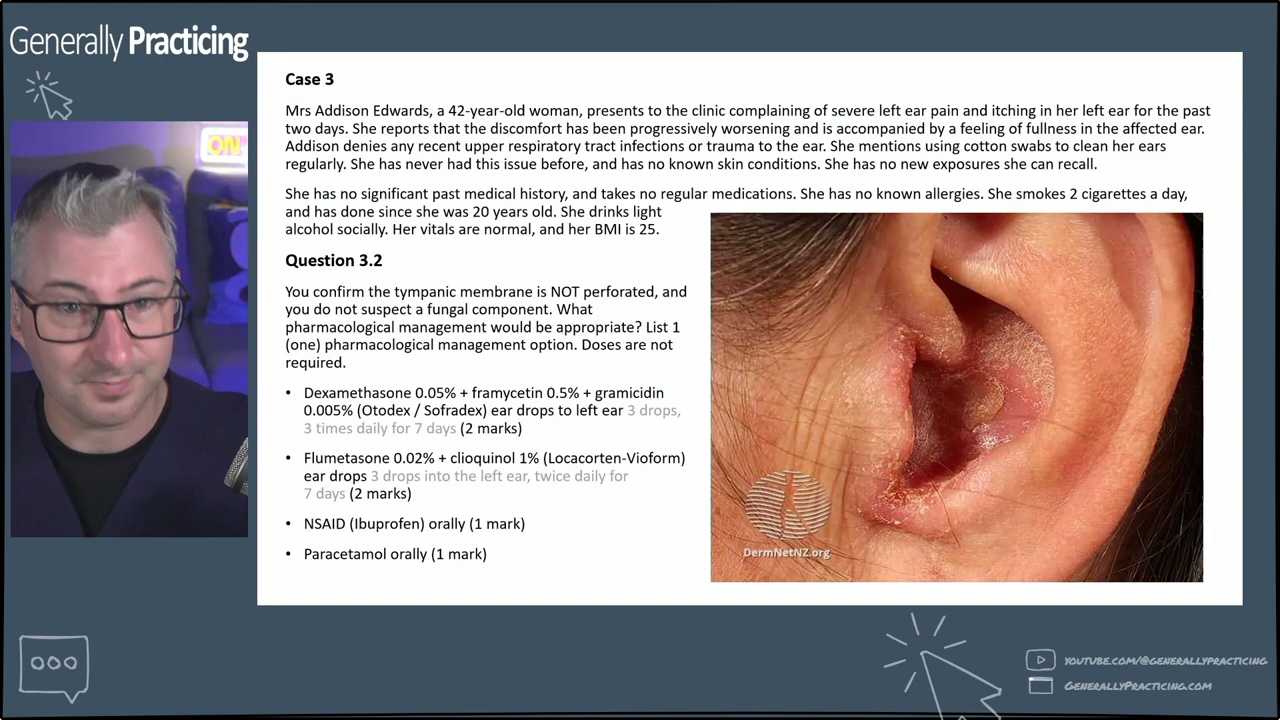 Generally Practicing
ON
Case 3
Mrs Addison Edwards, a 42-year-old woman, presents to the clinic complaining of severe left ear pain and itching in her left ear for the past
two days. She reports that the discomfort has been progressively worsening and is accompanied by a feeling of fullness in the affected ear.
Addison denies any recent upper respiratory tract infections or trauma to the ear. She mentions using cotton swabs to clean her ears
regularly. She has never had this issue before, and has no known skin conditions. She has no new exposures she can recall.
She has no significant past medical history, and takes no regular medications. She has no known allergies. She smokes 2 cigarettes a day,
and has done since she was 20 years old. She drinks light
alcohol socially. Her vitals are normal, and her BMI is 25.
Question 3.2
You confirm the tympanic membrane is NOT perforated, and
you do not suspect a fungal component. What
pharmacological management would be appropriate? List 1
(one) pharmacological management option. Doses are not
required.
• Dexamethasone 0.05% + framycetin 0.5% + gramicidin
0.005% (Otodex / Sofradex) ear drops to left ear 3 drops,
3 times daily for 7 days (2 marks)
• Flumetasone 0.02% + clioquinol 1% (Locacorten-Vioform)
ear drops 3 drops into the left ear, twice daily for
7 days (2 marks)
• NSAID (Ibuprofen) orally (1 mark)
• Paracetamol orally (1 mark)
DermNetNZ.org
YOUTUBE.COM/@GENERALLYPRACTICING
GENERALLYPRACTICING.COM